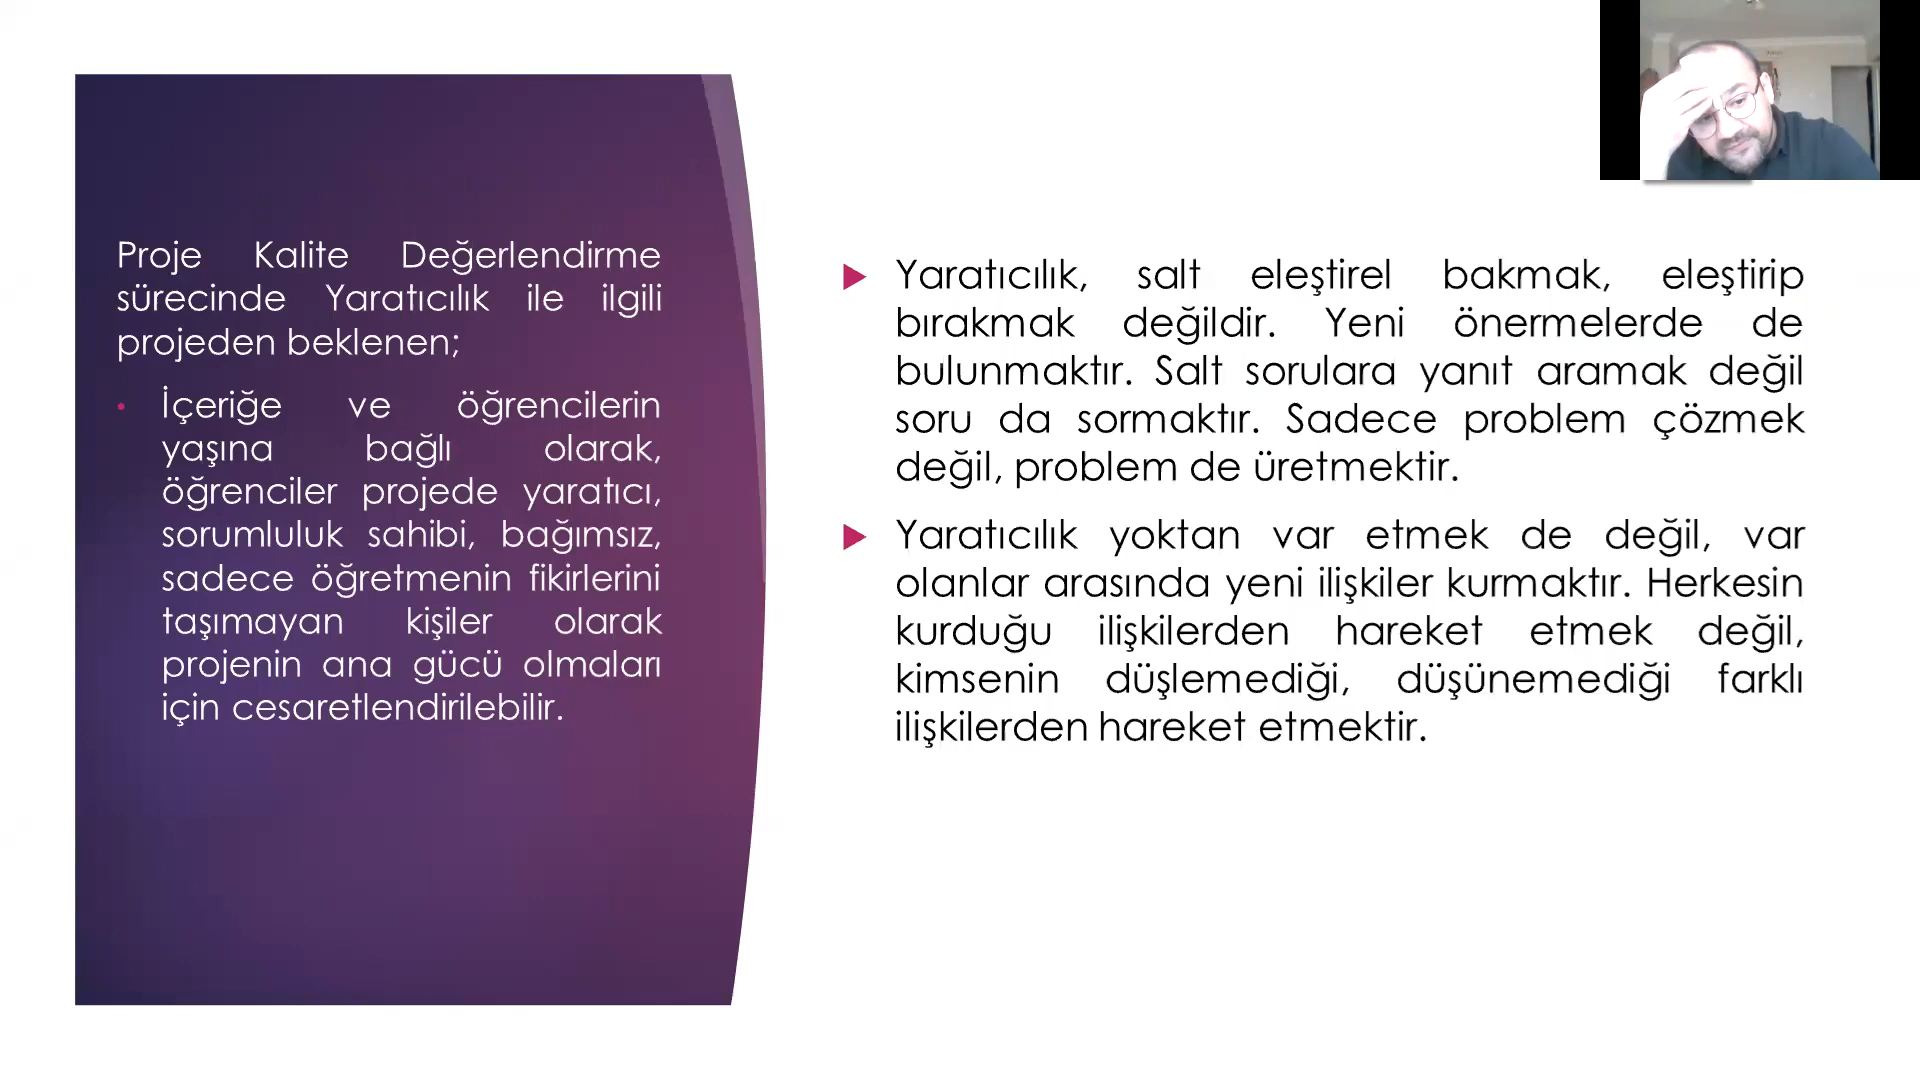 Proje Kalite Değerlendirme
sürecinde Yaratıcılık ile ilgili
projeden beklenen;
• İçeriğe ve öğrencilerin
yaşına bağlı olarak,
öğrenciler projede yaratıcı,
sorumluluk sahibi, bağımsız,
sadece öğretmenin fikirlerini
taşımayan kişiler olarak
projenin ana gücü olmaları
için cesaretlendirilebilir.
Yaratıcılık, salt eleştirel bakmak, eleştirip
bırakmak değildir. Yeni önermelerde de
bulunmaktır. Salt sorulara yanıt aramak değil
soru da sormaktır. Sadece problem çözmek
değil, problem de üretmektir.
Yaratıcılık yoktan var etmek de değil, var
olanlar arasında yeni ilişkiler kurmaktır. Herkesin
kurduğu ilişkilerden hareket etmek değil,
kimsenin düşlemediği, düşünemediği farklı
ilişkilerden hareket etmektir.